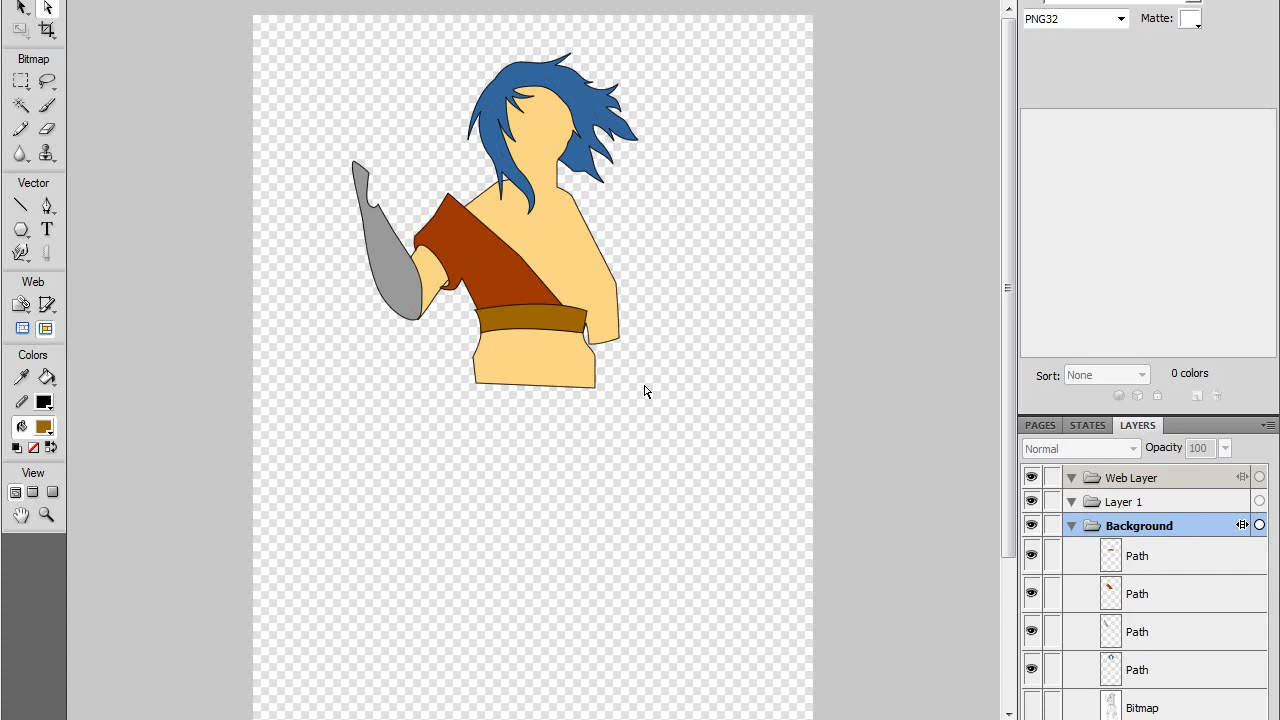 PNG32
Matte:
Bitmap
Vector
T
Web
Colors
View
Sort:
None
0 colors
PAGES
STATES
LAYERS
Normal
Opacity
100
Web Layer
Layer 1
Background
Path
Path
Path
Path
Bitmap